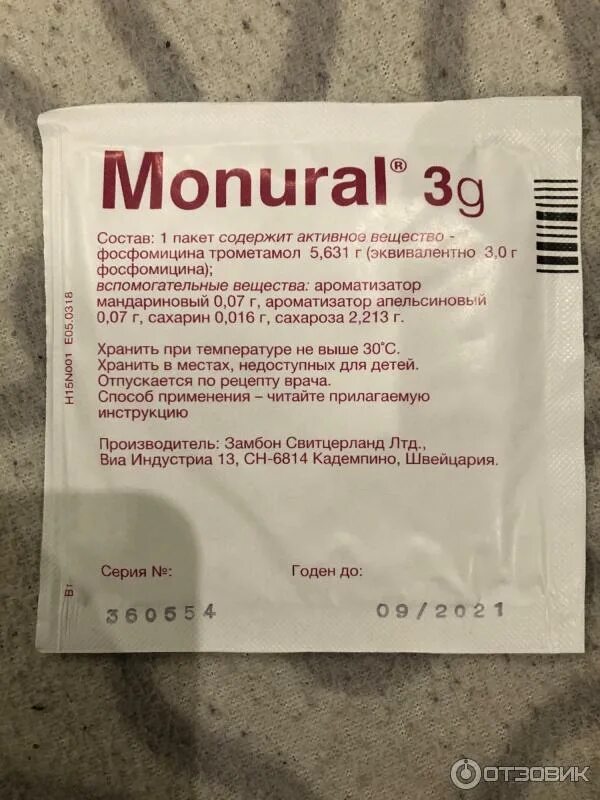 Monural® 3g
Состав: 1 пакет содержит активное вещество -
фосфомицина трометамол 5,631 г (эквивалентно 3,0 г
фосфомицина);
вспомогательные вещества: ароматизатор
мандариновый 0,07 г, ароматизатор апельсиновый
0,07 г, сахарин 0,016 г, сахароза 2,213 г.
Хранить при температуре не выше 30˚C.
Хранить в местах, недоступных для детей.
Отпускается по рецепту врача.
Способ применения – читайте прилагаемую
инструкцию
Производитель: Замбон Свитцерланд Лтд.,
Виа Индустриа 13, CH-6814 Кадемпино, Швейцария.
Серия №: Годен до:
360554 09/2021
H15N001 E05.0318
ОТЗОВИК